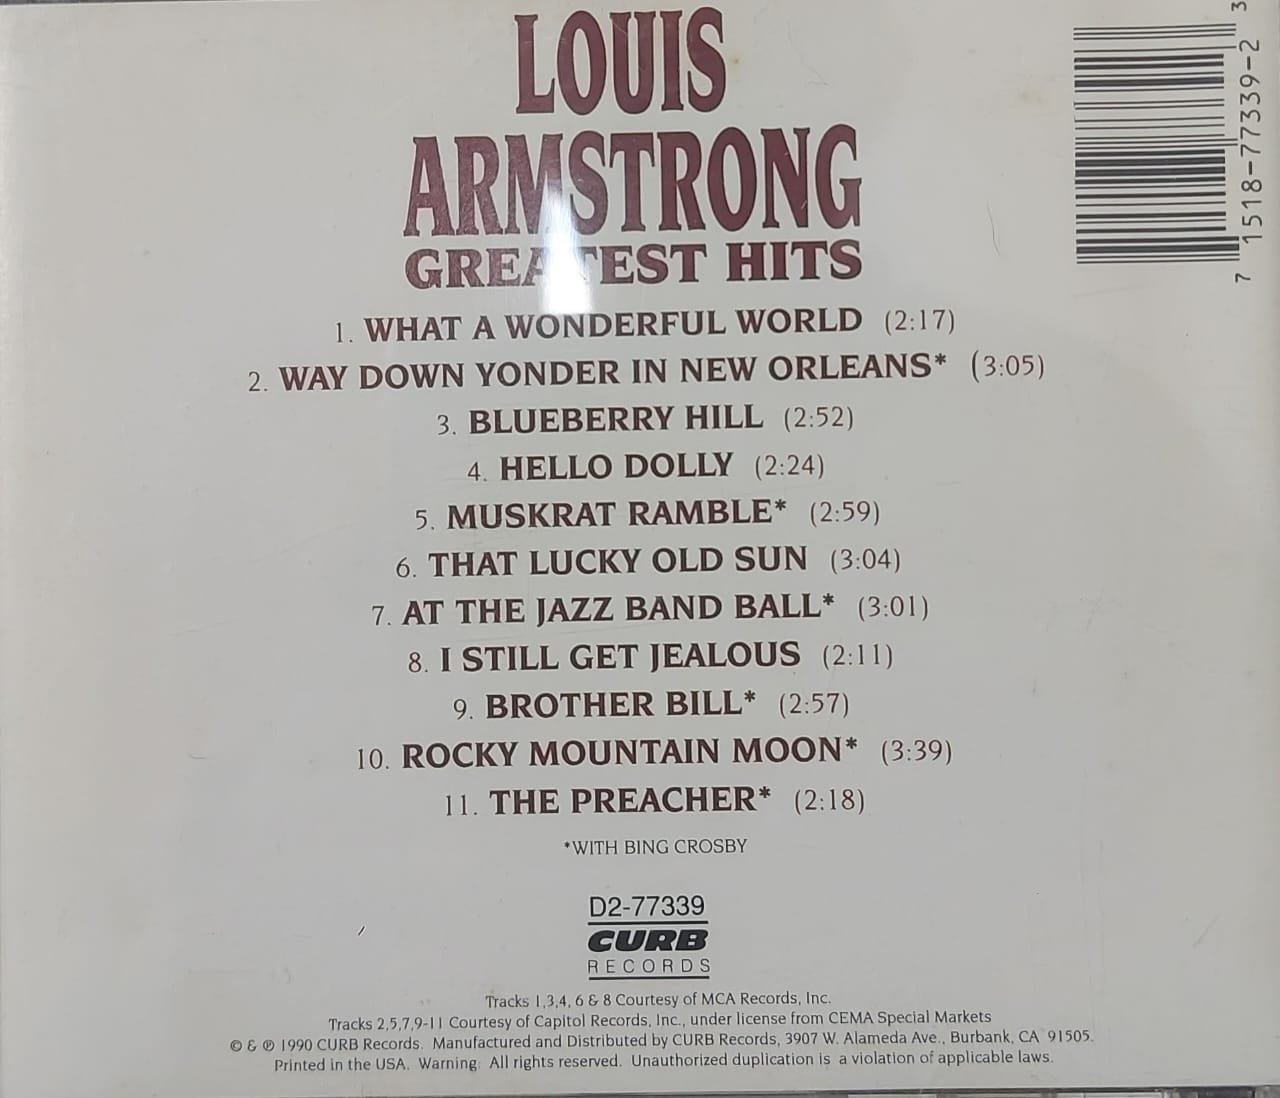 LOUIS
ARMSTRONG
GREATEST HITS
1. WHAT A WONDERFUL WORLD (2:17)
2. WAY DOWN YONDER IN NEW ORLEANS* (3:05)
3. BLUEBERRY HILL (2:52)
4. HELLO DOLLY (2:24)
5. MUSKRAT RAMBLE* (2:59)
6. THAT LUCKY OLD SUN (3:04)
7. AT THE JAZZ BAND BALL* (3:01)
8. I STILL GET JEALOUS (2:11)
9. BROTHER BILL* (2:57)
10. ROCKY MOUNTAIN MOON* (3:39)
11. THE PREACHER* (2:18)
*WITH BING CROSBY
D2-77339
CURB
RECORDS
Tracks 1,3,4, 6 & 8 Courtesy of MCA Records, Inc.
Tracks 2,5,7,9-11 Courtesy of Capitol Records, Inc., under license from CEMA Special Markets
© & ℗ 1990 CURB Records. Manufactured and Distributed by CURB Records, 3907 W. Alameda Ave., Burbank, CA 91505.
Printed in the USA. Warning: All rights reserved. Unauthorized duplication is a violation of applicable laws.
7 1518-77339-2 3